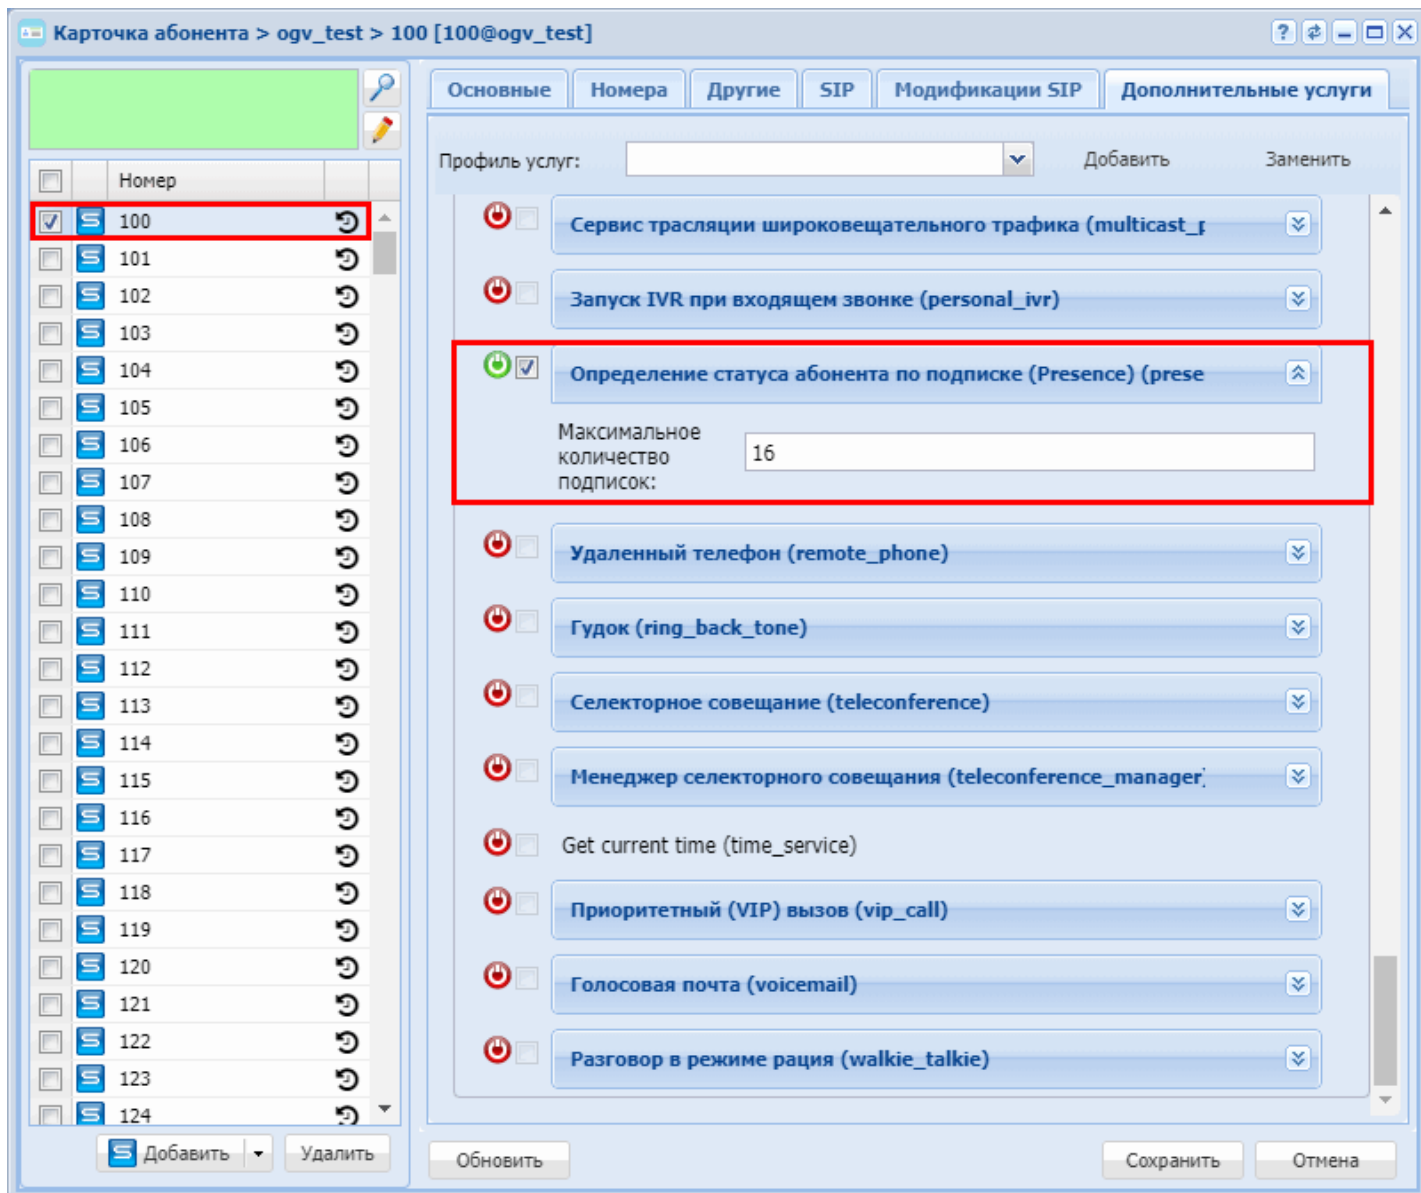 Карточка абонента > ogv_test > 100 [100@ogv_test]
Основные Номера Другие SIP Модификации SIP Дополнительные услуги
Профиль услуг: Добавить Заменить
Номер
100
101
102
103
104
105
106
107
108
109
110
111
112
113
114
115
116
117
118
119
120
121
122
123
124
Добавить Удалить
Сервис трасляции широковещательного трафика (multicast_p
Запуск IVR при входящем звонке (personal_ivr)
Определение статуса абонента по подписке (Presence) (prese
Максимальное
количество
подписок:
16
Удаленный телефон (remote_phone)
Гудок (ring_back_tone)
Селекторное совещание (teleconference)
Менеджер селекторного совещания (teleconference_manager)
Get current time (time_service)
Приоритетный (VIP) вызов (vip_call)
Голосовая почта (voicemail)
Разговор в режиме рация (walkie_talkie)
Обновить Сохранить Отмена